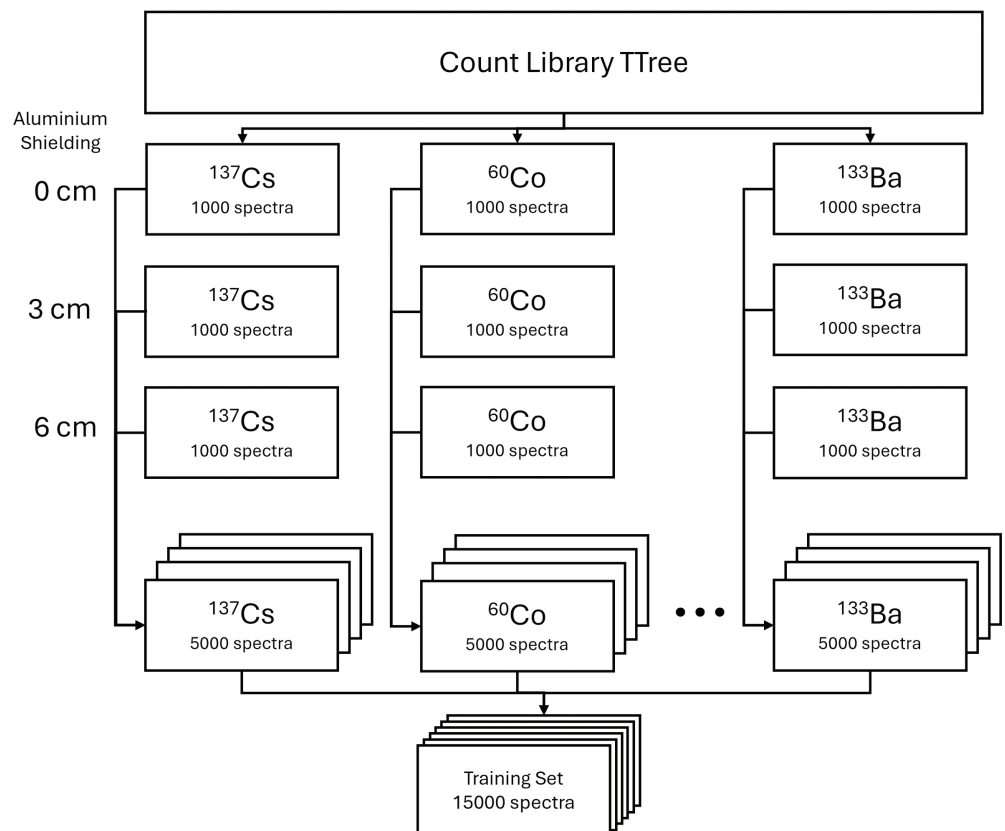 Count Library TTree
Aluminium
Shielding
0 cm
¹³⁷Cs
1000 spectra
⁶⁰Co
1000 spectra
¹³³Ba
1000 spectra
3 cm
¹³⁷Cs
1000 spectra
⁶⁰Co
1000 spectra
¹³³Ba
1000 spectra
6 cm
¹³⁷Cs
1000 spectra
⁶⁰Co
1000 spectra
¹³³Ba
1000 spectra
¹³⁷Cs
5000 spectra
⁶⁰Co
5000 spectra
• • •
¹³³Ba
5000 spectra
Training Set
15000 spectra